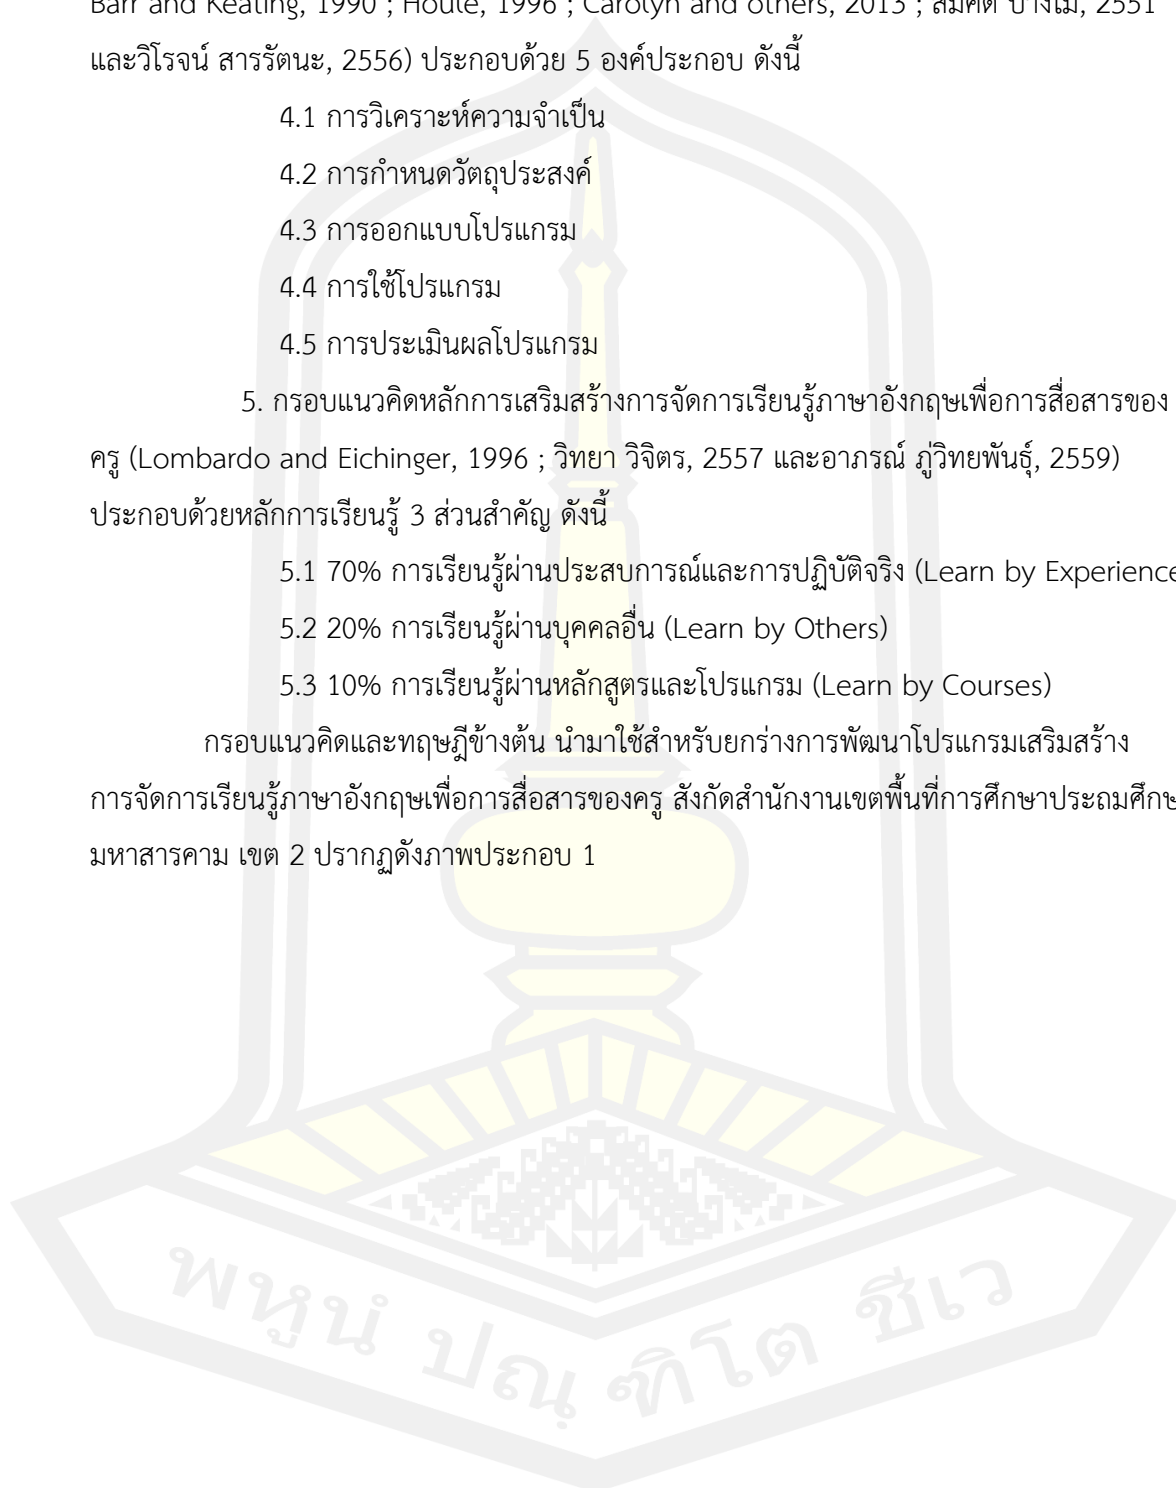 Barr and Keating, 1990 ; Houle, 1996 ; Carolyn and others, 2013 ; สมคิด บางโม, 2551
และวิโรจน์ สารรัตนะ, 2556) ประกอบด้วย 5 องค์ประกอบ ดังนี้
4.1 การวิเคราะห์ความจำเป็น
4.2 การกำหนดวัตถุประสงค์
4.3 การออกแบบโปรแกรม
4.4 การใช้โปรแกรม
4.5 การประเมินผลโปรแกรม
5. กรอบแนวคิดหลักการเสริมสร้างการจัดการเรียนรู้ภาษาอังกฤษเพื่อการสื่อสารของ
ครู (Lombardo and Eichinger, 1996 ; วิทยา วิจิตร, 2557 และอาภรณ์ ภู่วิทยพันธุ์, 2559)
ประกอบด้วยหลักการเรียนรู้ 3 ส่วนสำคัญ ดังนี้
5.1 70% การเรียนรู้ผ่านประสบการณ์และการปฏิบัติจริง (Learn by Experience
5.2 20% การเรียนรู้ผ่านบุคคลอื่น (Learn by Others)
5.3 10% การเรียนรู้ผ่านหลักสูตรและโปรแกรม (Learn by Courses)
กรอบแนวคิดและทฤษฎีข้างต้น นำมาใช้สำหรับยกร่างการพัฒนาโปรแกรมเสริมสร้าง
การจัดการเรียนรู้ภาษาอังกฤษเพื่อการสื่อสารของครู สังกัดสำนักงานเขตพื้นที่การศึกษาประถมศึกษ
มหาสารคาม เขต 2 ปรากฏดังภาพประกอบ 1
พหูนํ ปณฺฑิโต ชีเว